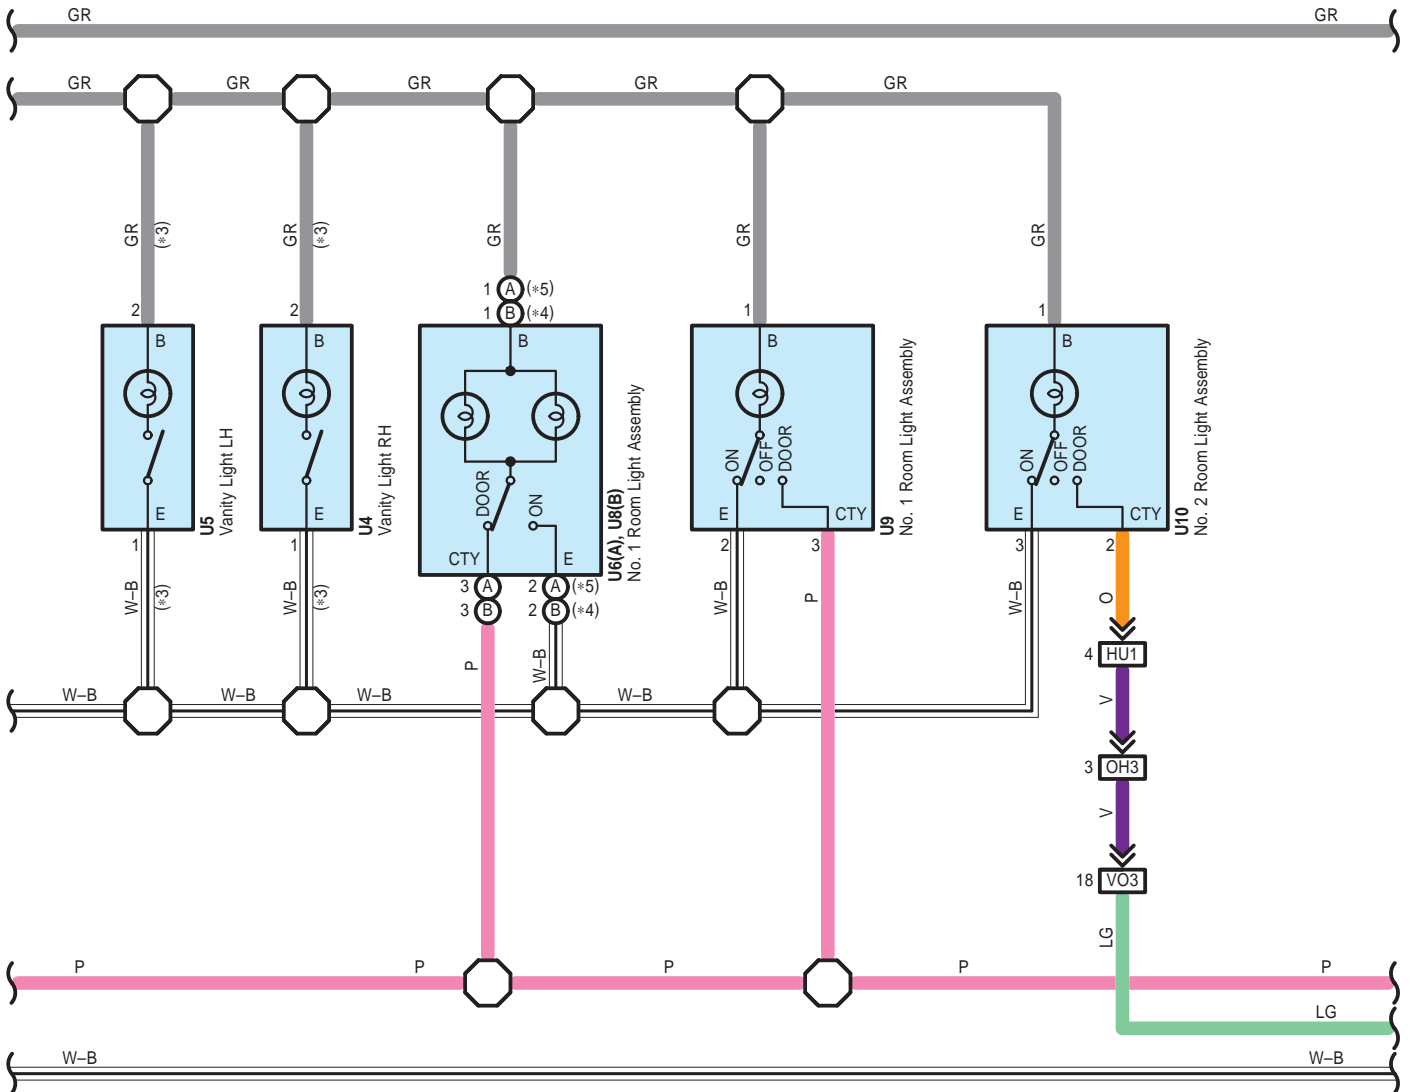 GR GR
GR GR GR GR GR
GR (*3) GR (*3) GR GR GR
1 A (*5)
1 B (*4)
2 2 1 1
B B B B B
ON OFF DOOR ON OFF DOOR
DOOR ON
E E E CTY E CTY
CTY E
U5
Vanity Light LH
U4
Vanity Light RH
U6(A), U8(B)
No. 1 Room Light Assembly
U9
No. 1 Room Light Assembly
U10
No. 2 Room Light Assembly
1 1 2 3 3 2
3 A 2 A (*5)
3 B 2 B (*4)
W–B (*3) W–B (*3) P W–B W–B P W–B O
4 HU1
W–B W–B W–B W–B V
3 OH3
V
18 VO3
LG
P P P P P
LG
W–B W–B